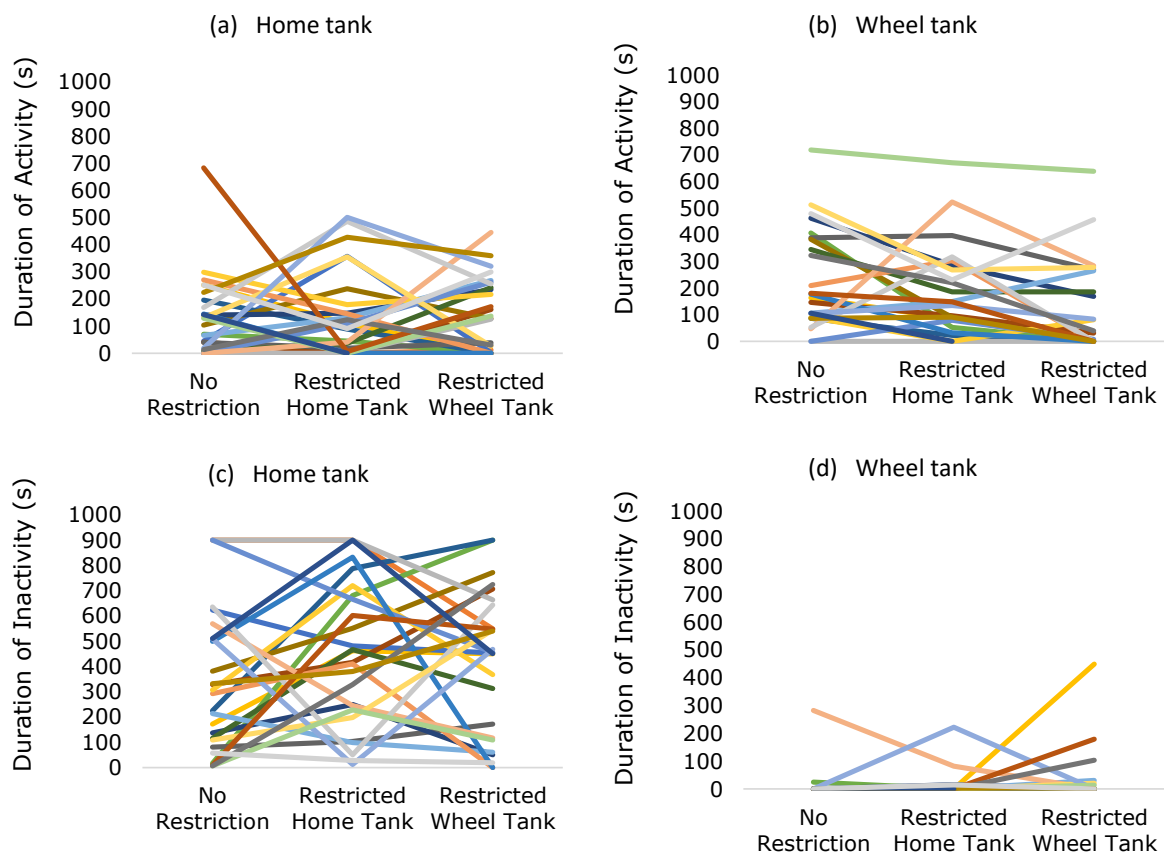 (a) Home tank
Duration of Activity (s)
1000
900
800
700
600
500
400
300
200
100
0
No Restriction
Restricted Home Tank
Restricted Wheel Tank
(b) Wheel tank
Duration of Activity (s)
1000
900
800
700
600
500
400
300
200
100
0
No Restriction
Restricted Home Tank
Restricted Wheel Tank
(c) Home tank
Duration of Inactivity (s)
1000
900
800
700
600
500
400
300
200
100
0
No Restriction
Restricted Home Tank
Restricted Wheel Tank
(d) Wheel tank
Duration of Inactivity (s)
1000
900
800
700
600
500
400
300
200
100
0
No Restriction
Restricted Home Tank
Restricted Wheel Tank